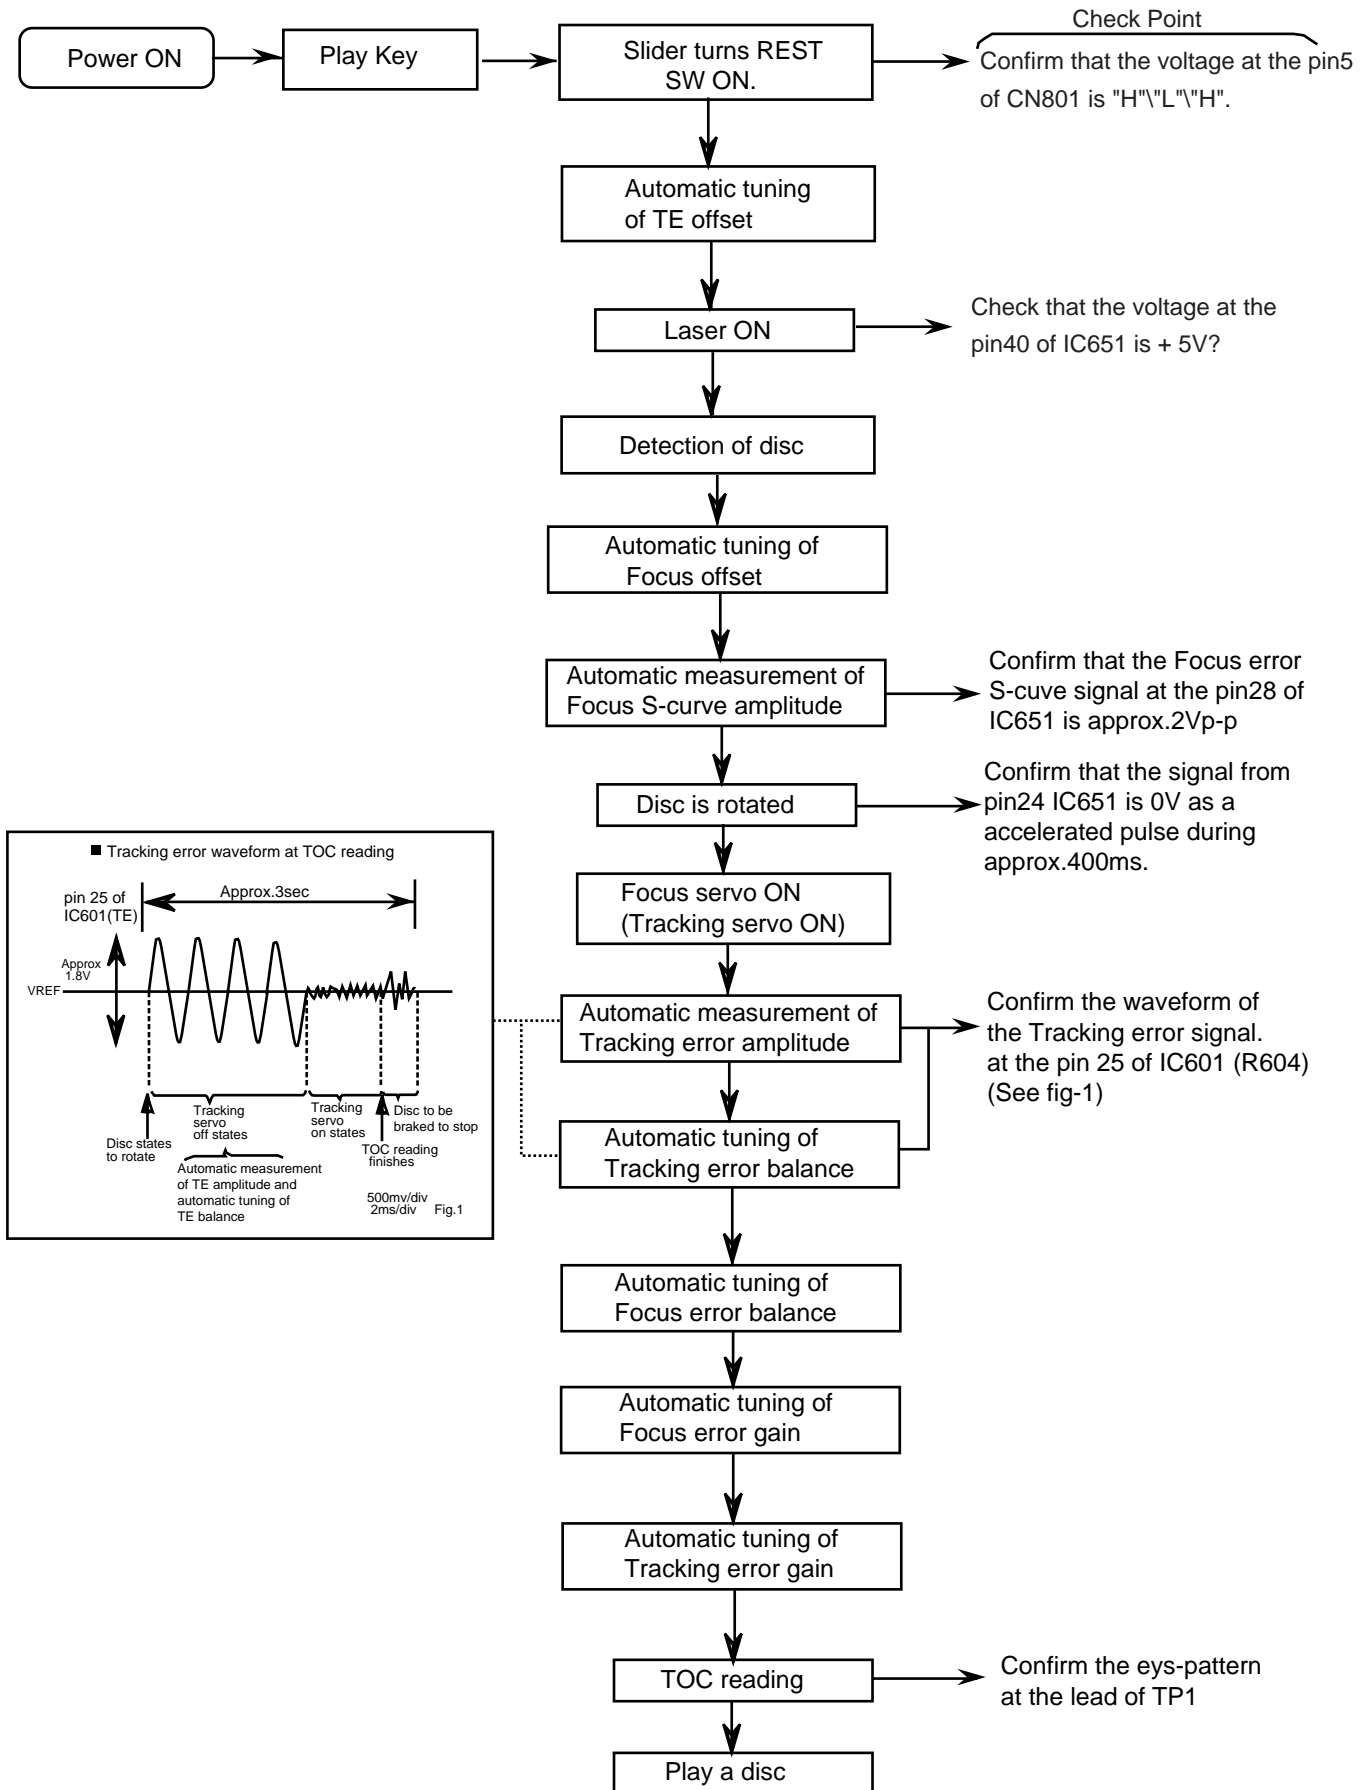 Check Point
Power ON
Play Key
Slider turns REST
SW ON.
Confirm that the voltage at the pin5
of CN801 is "H"\"L"\"H".
Automatic tuning
of TE offset
Laser ON
Check that the voltage at the
pin40 of IC651 is + 5V?
Detection of disc
Automatic tuning of
Focus offset
Automatic measurement of
Focus S-curve amplitude
Confirm that the Focus error
S-cuve signal at the pin28 of
IC651 is approx.2Vp-p
Disc is rotated
Confirm that the signal from
pin24 IC651 is 0V as a
accelerated pulse during
approx.400ms.
Focus servo ON
(Tracking servo ON)
■ Tracking error waveform at TOC reading
pin 25 of
IC601(TE)
Approx.3sec
Approx
1.8V
VREF
Disc states
to rotate
Tracking
servo
off states
Automatic measurement
of TE amplitude and
automatic tuning of
TE balance
Tracking
servo
on states
Disc to be
braked to stop
TOC reading
finishes
500mv/div
2ms/div
Fig.1
Automatic measurement of
Tracking error amplitude
Confirm the waveform of
the Tracking error signal.
at the pin 25 of IC601 (R604)
(See fig-1)
Automatic tuning of
Tracking error balance
Automatic tuning of
Focus error balance
Automatic tuning of
Focus error gain
Automatic tuning of
Tracking error gain
TOC reading
Confirm the eys-pattern
at the lead of TP1
Play a disc